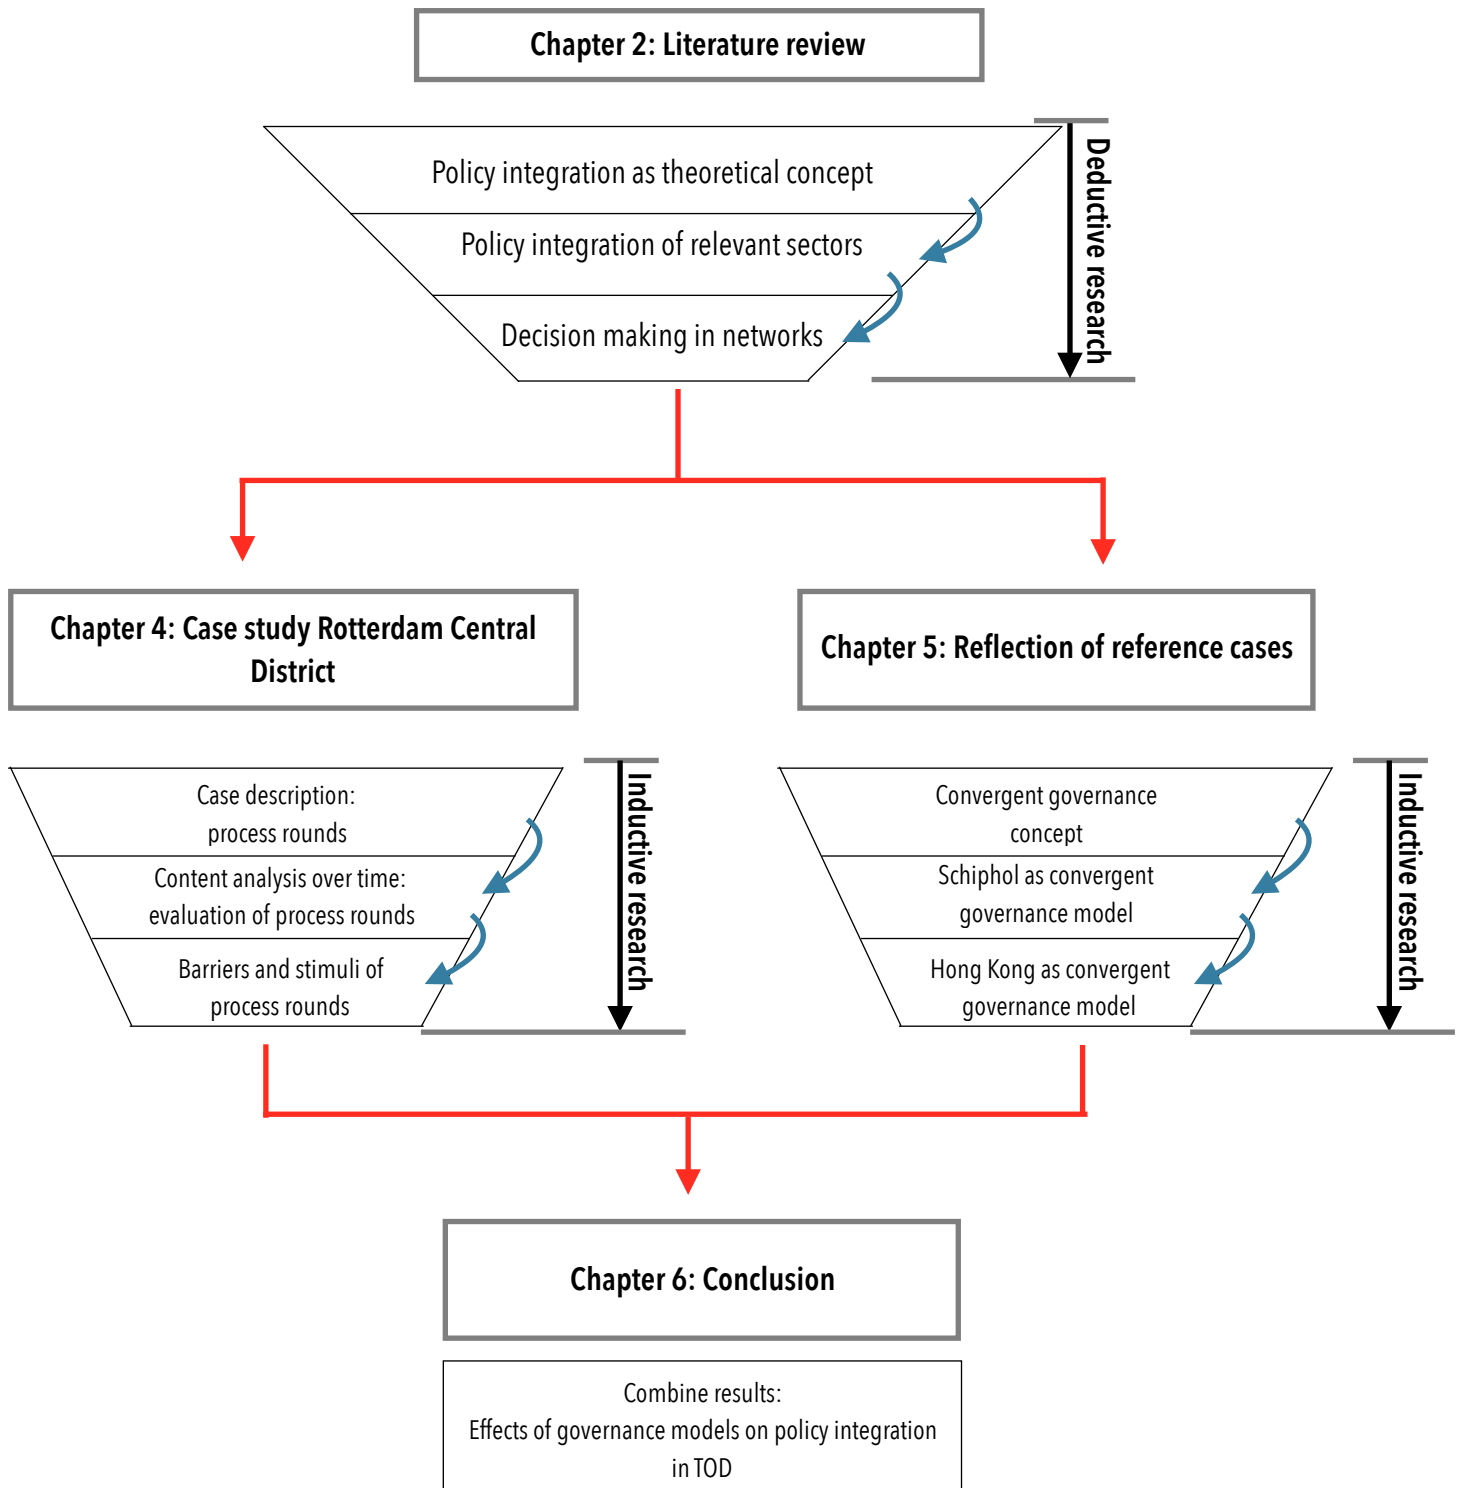 Chapter 2: Literature review
Policy integration as theoretical concept
Policy integration of relevant sectors
Decision making in networks
Deductive research
Chapter 4: Case study Rotterdam Central
District
Case description:
process rounds
Content analysis over time:
evaluation of process rounds
Barriers and stimuli of
process rounds
Inductive research
Chapter 5: Reflection of reference cases
Convergent governance
concept
Schiphol as convergent
governance model
Hong Kong as convergent
governance model
Inductive research
Chapter 6: Conclusion
Combine results:
Effects of governance models on policy integration
in TOD